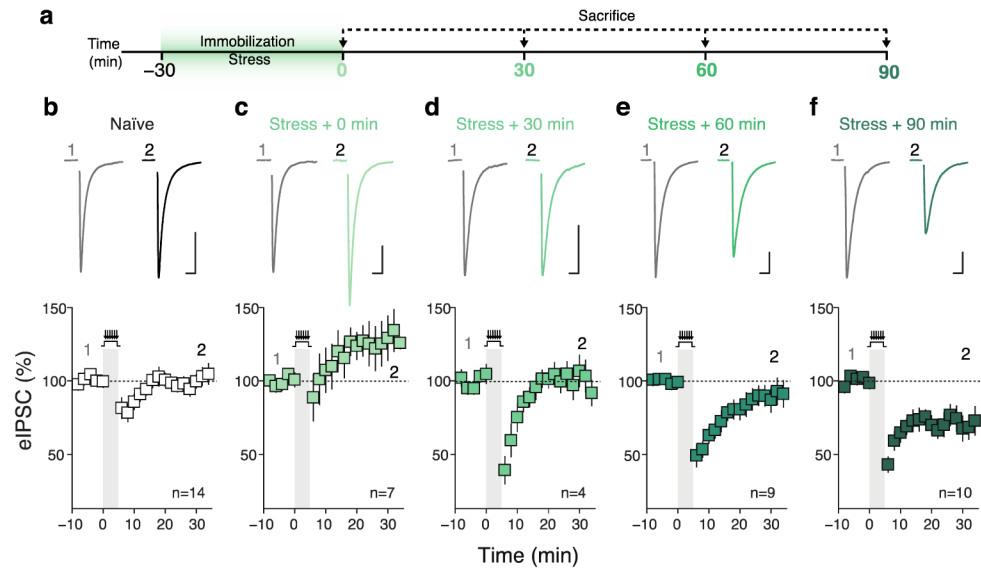 a
Sacrifice
Time (min)
Immobilization Stress
−30
0
30
60
90
b
Naïve
1
2
c
Stress + 0 min
1
2
d
Stress + 30 min
1
2
e
Stress + 60 min
1
2
f
Stress + 90 min
1
2
eIPSC (%)
150
100
50
1
2
n=14
−10 0 10 20 30
150
100
50
1
2
n=7
−10 0 10 20 30
150
100
50
1
2
n=4
−10 0 10 20 30
150
100
50
1
2
n=9
−10 0 10 20 30
150
100
50
1
2
n=10
−10 0 10 20 30
Time (min)